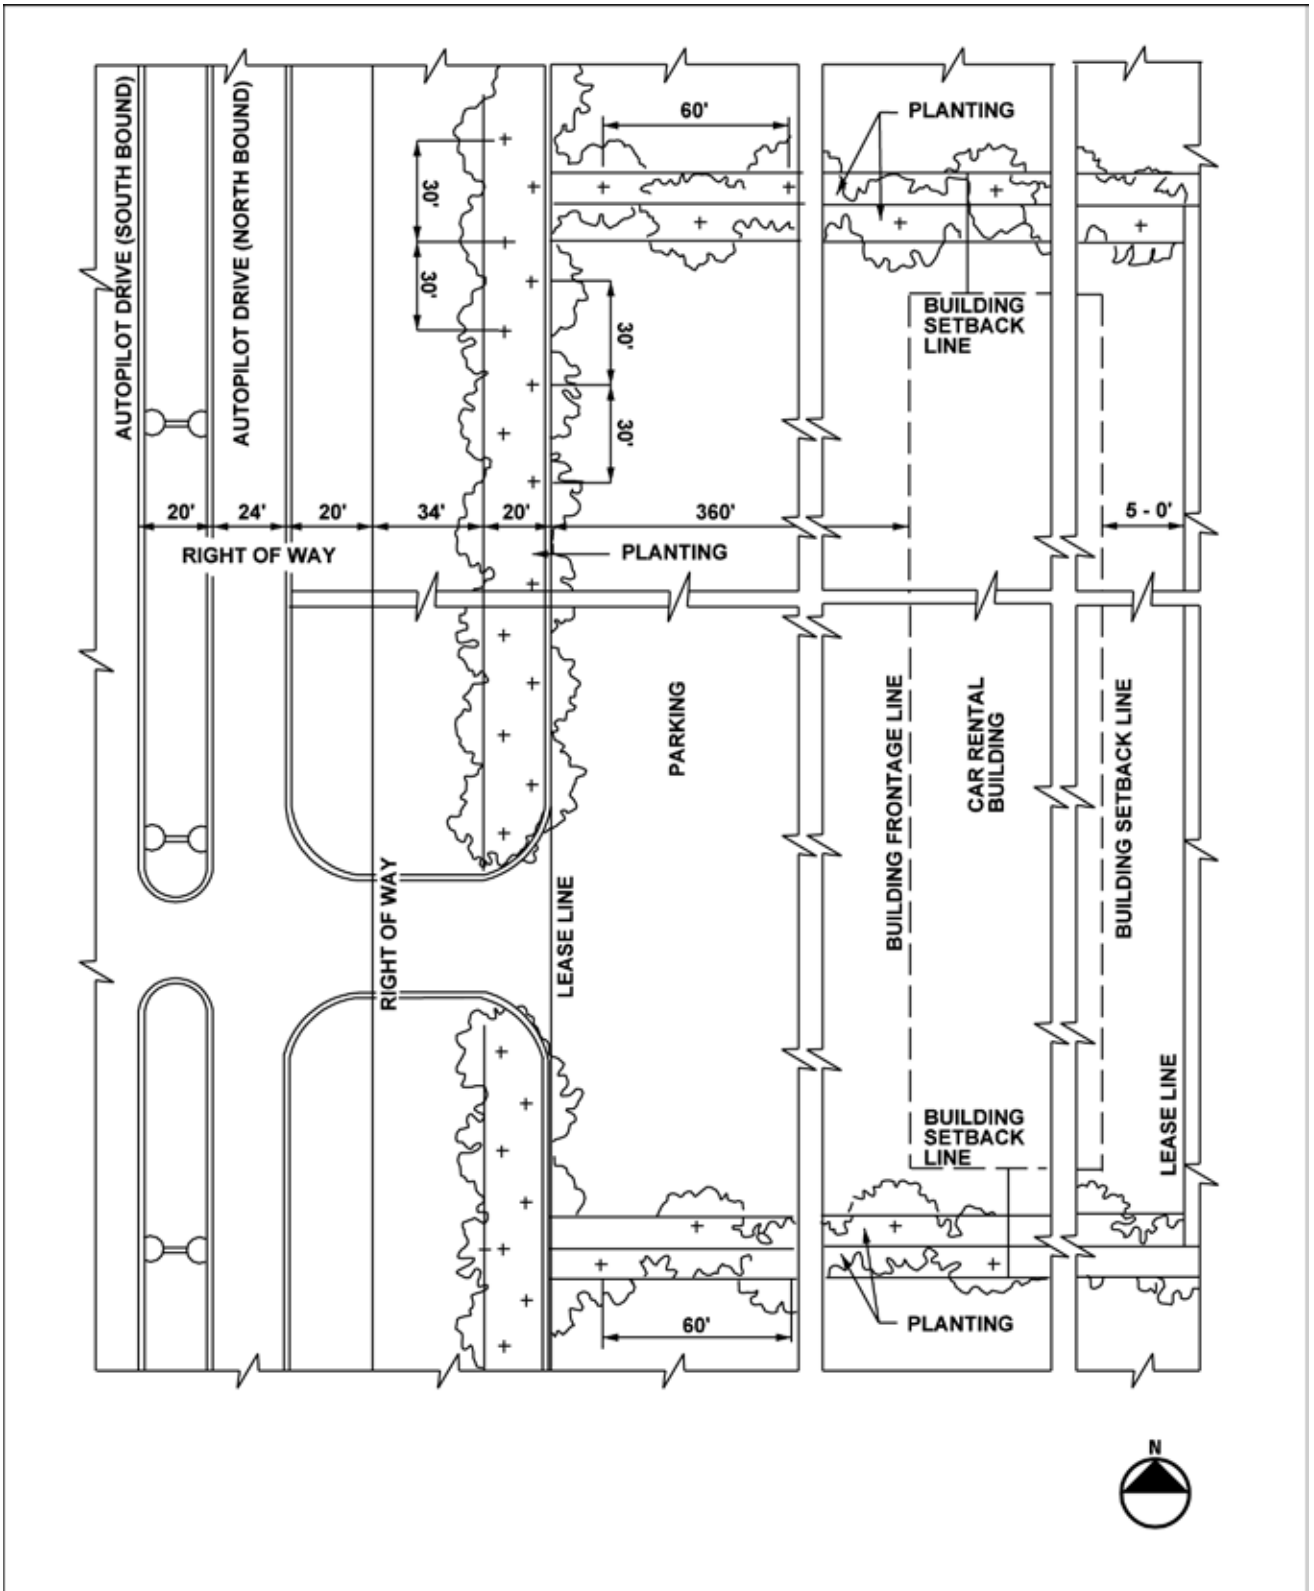 AUTOPILOT DRIVE (SOUTH BOUND)
AUTOPILOT DRIVE (NORTH BOUND)
60'
PLANTING
30'
30'
BUILDING
SETBACK
LINE
30'
30'
20'
24'
20'
34'
20'
360'
5 - 0'
RIGHT OF WAY
PLANTING
PARKING
BUILDING FRONTAGE LINE
CAR RENTAL
BUILDING
BUILDING SETBACK LINE
RIGHT OF WAY
LEASE LINE
LEASE LINE
BUILDING
SETBACK
LINE
60'
PLANTING
N